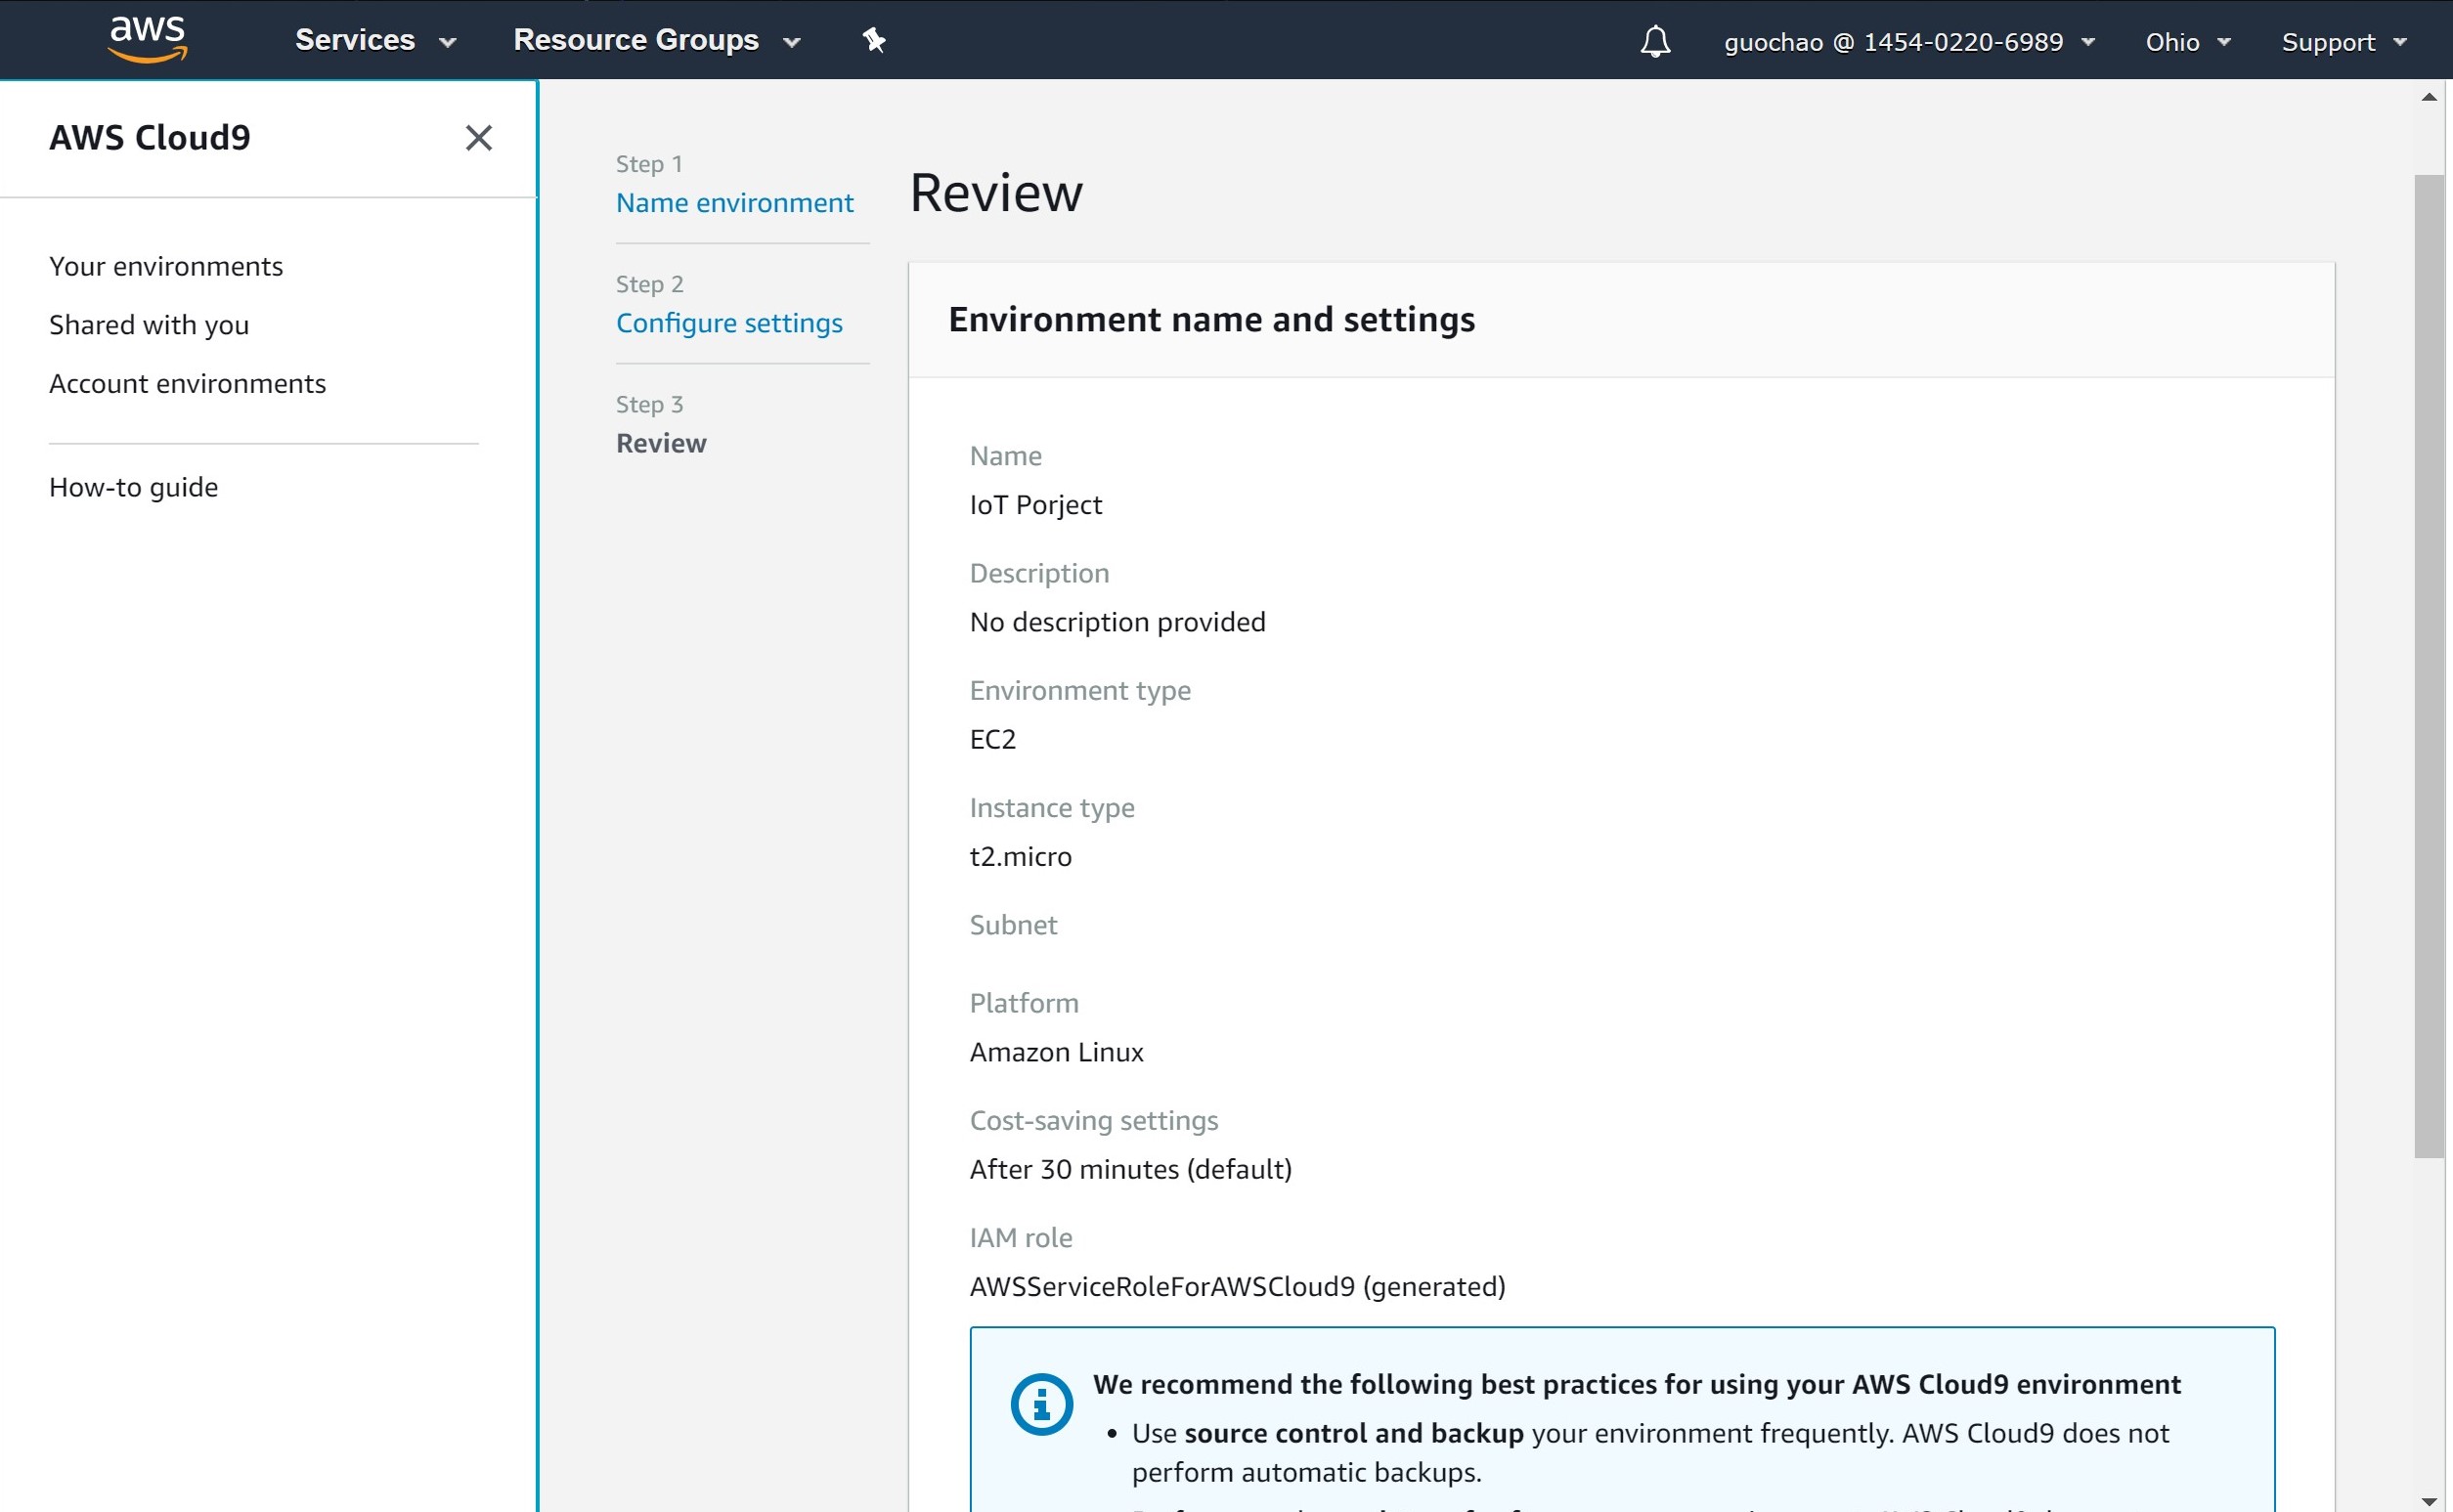 aws
Services
Resource Groups
guochao @ 1454-0220-6989
Ohio
Support
AWS Cloud9
Your environments
Shared with you
Account environments
How-to guide
Step 1
Name environment
Step 2
Configure settings
Step 3
Review
Review
Environment name and settings
Name
IoT Porject
Description
No description provided
Environment type
EC2
Instance type
t2.micro
Subnet
Platform
Amazon Linux
Cost-saving settings
After 30 minutes (default)
IAM role
AWSServiceRoleForAWSCloud9 (generated)
We recommend the following best practices for using your AWS Cloud9 environment
• Use source control and backup your environment frequently. AWS Cloud9 does not
perform automatic backups.